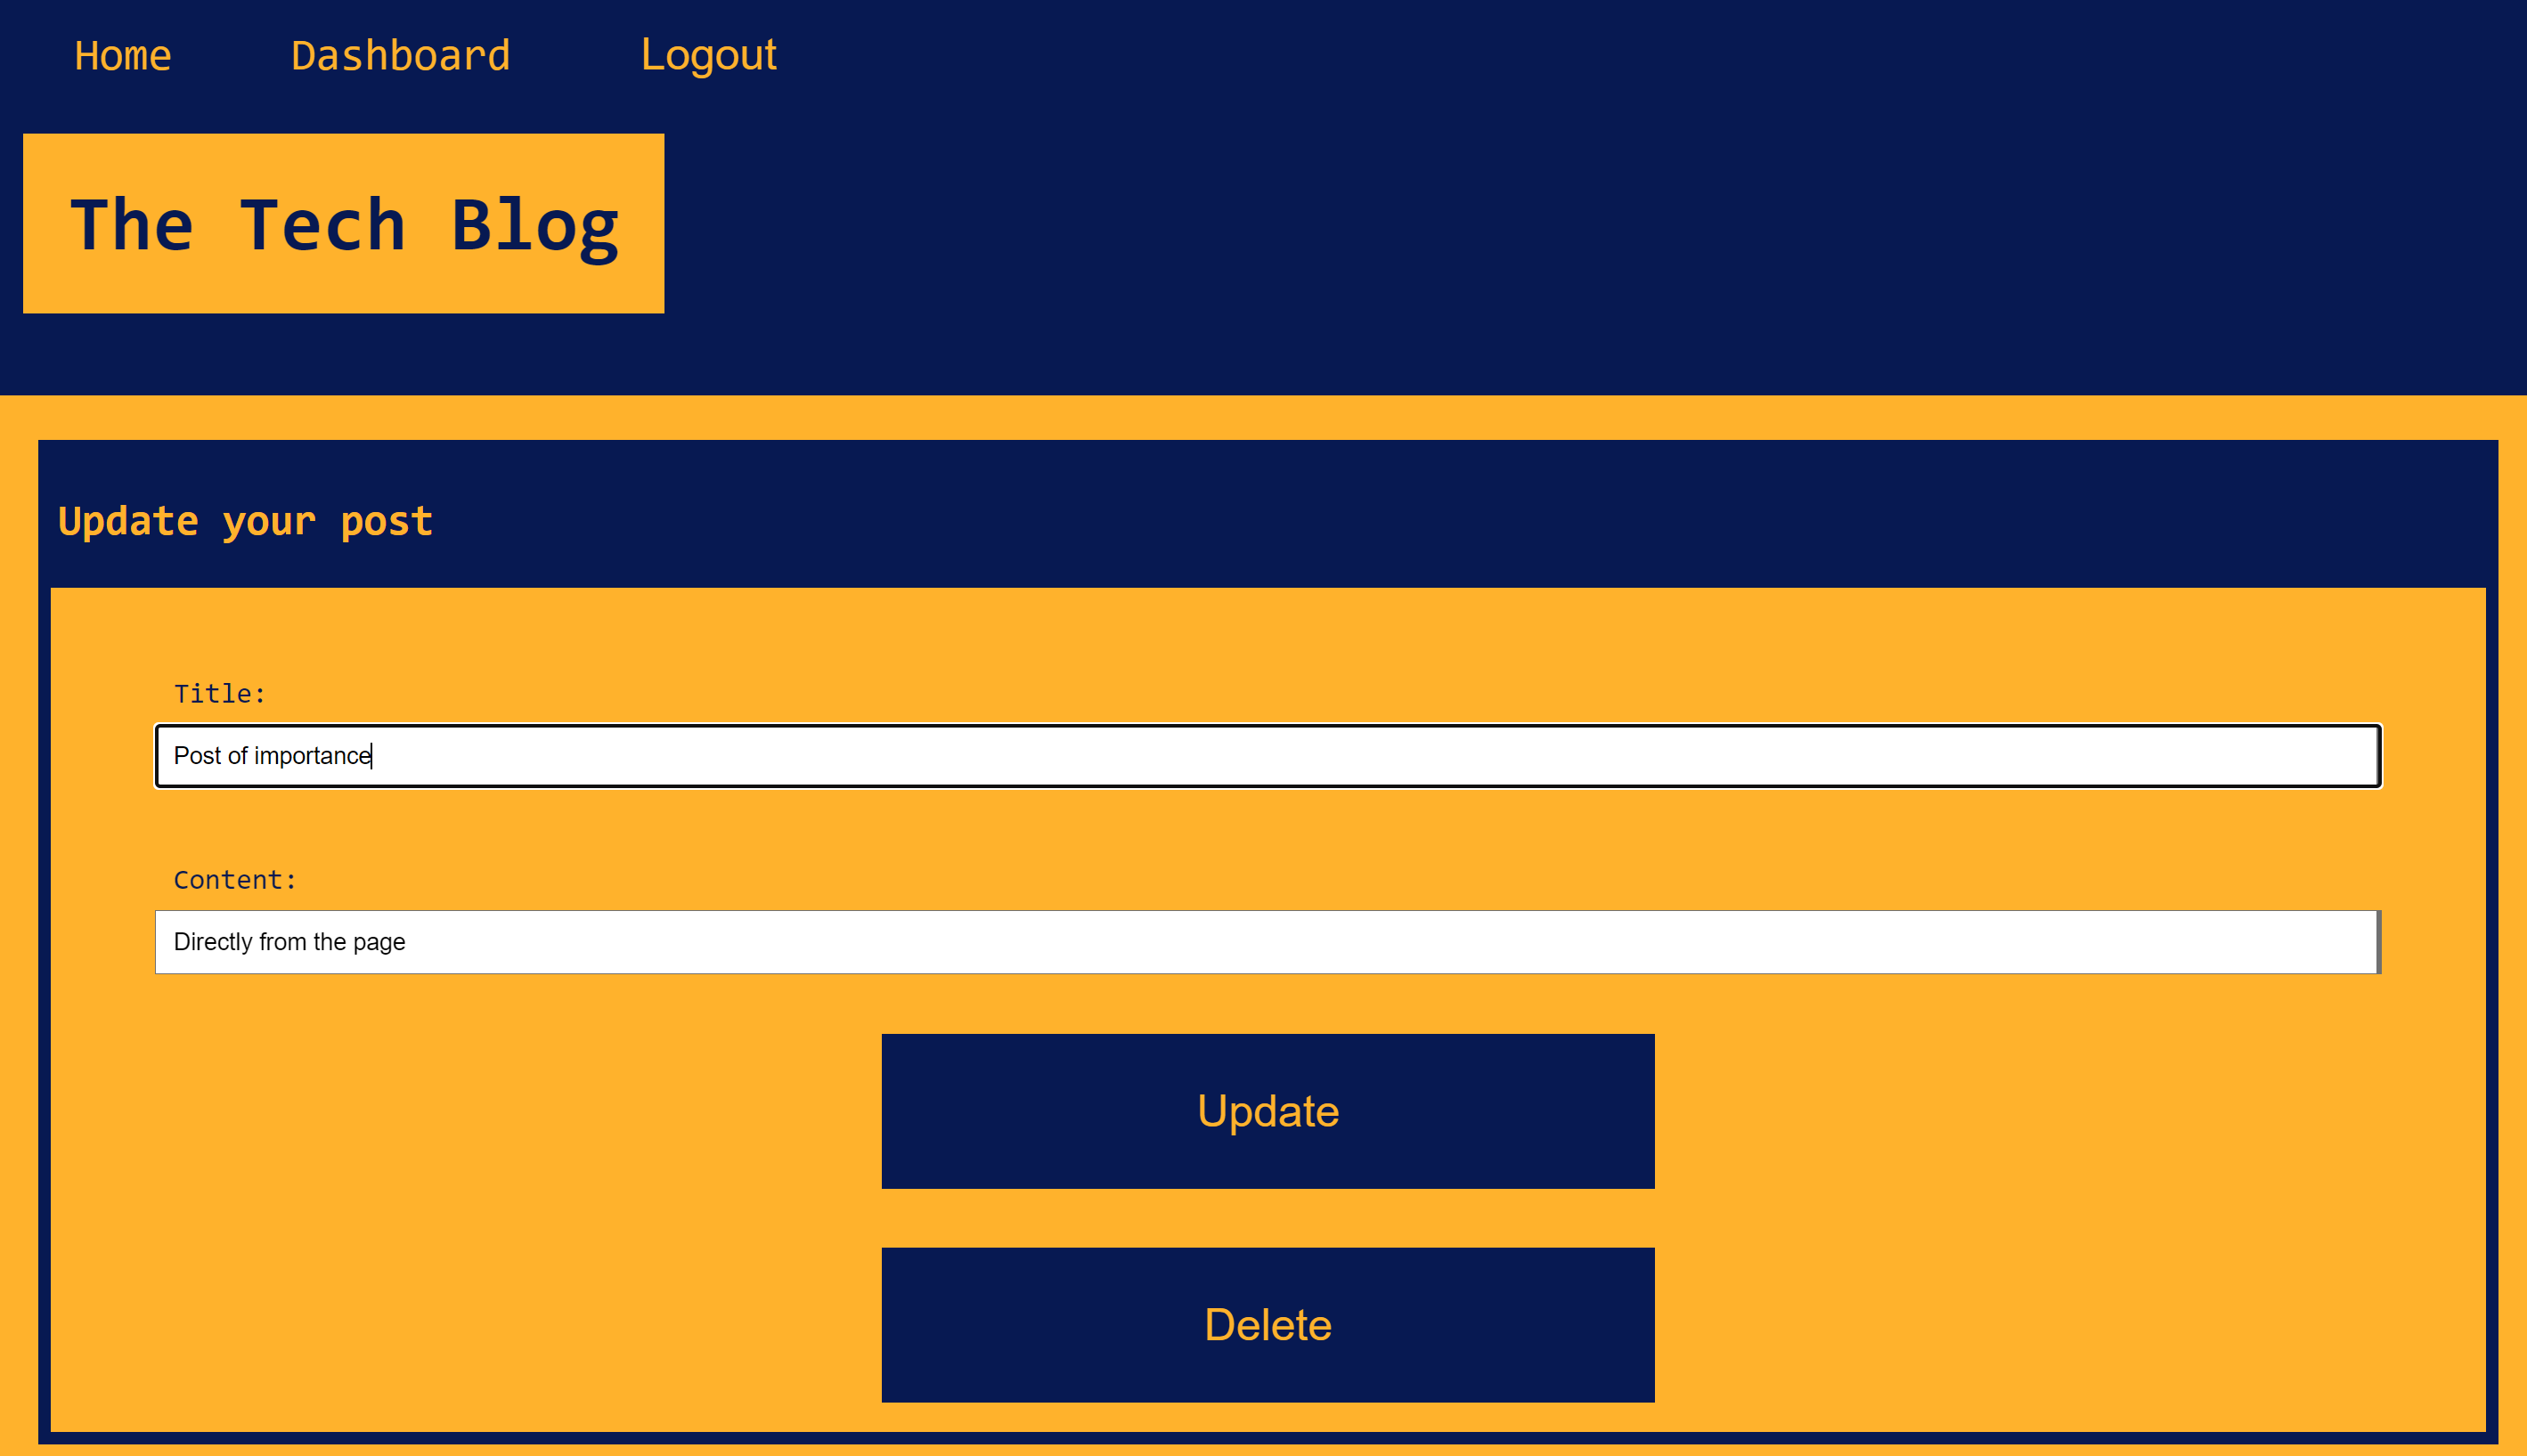 Home Dashboard Logout
The Tech Blog
Update your post
Title:
Post of importance
Content:
Directly from the page
Update
Delete